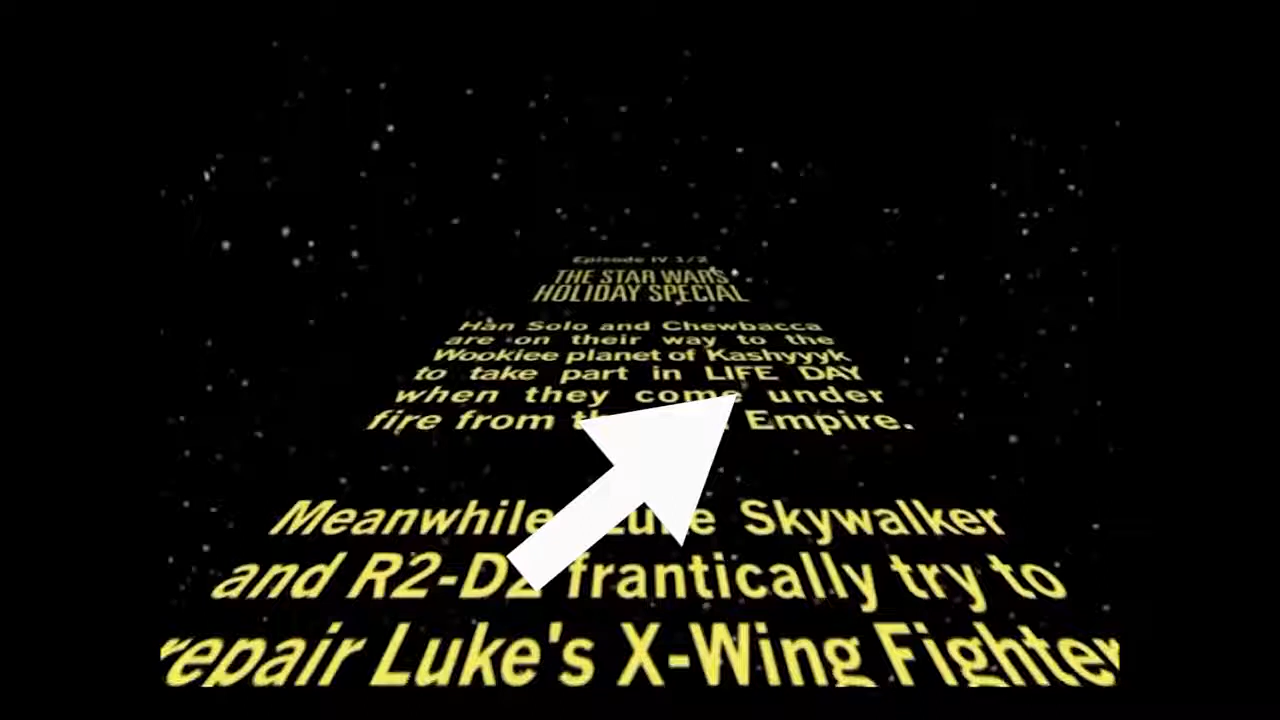 Episode IV 1/2
THE STAR WARS
HOLIDAY SPECIAL
Han Solo and Chewbacca
are on their way to the
Wookiee planet of Kashyyyk
to take part in LIFE DAY
when they come under
fire from Empire.
Meanwhile Luke Skywalker
and R2-D2 frantically try to
repair Luke's X-Wing Fighter